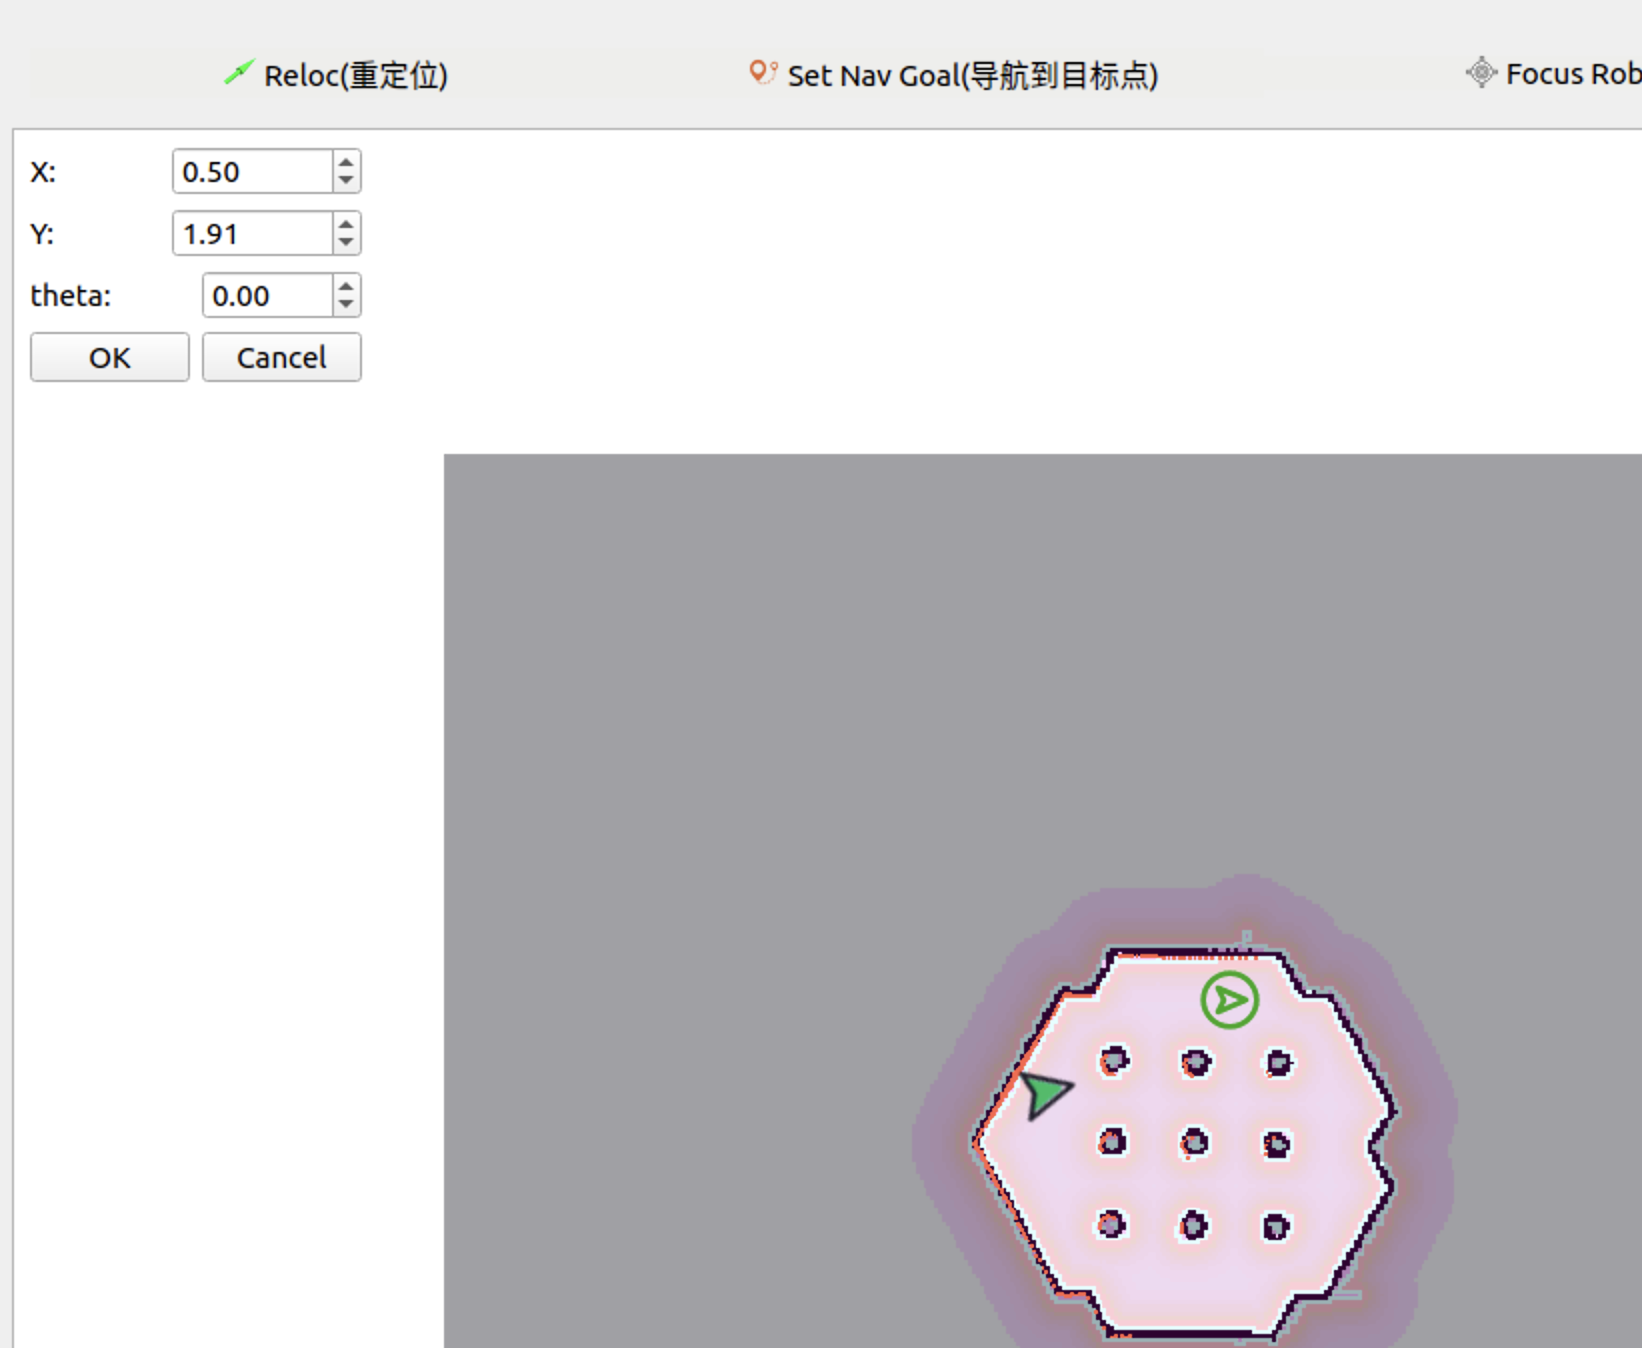 Reloc(重定位)
Set Nav Goal(导航到目标点)
Focus Rob
X: 0.50
Y: 1.91
theta: 0.00
OK Cancel